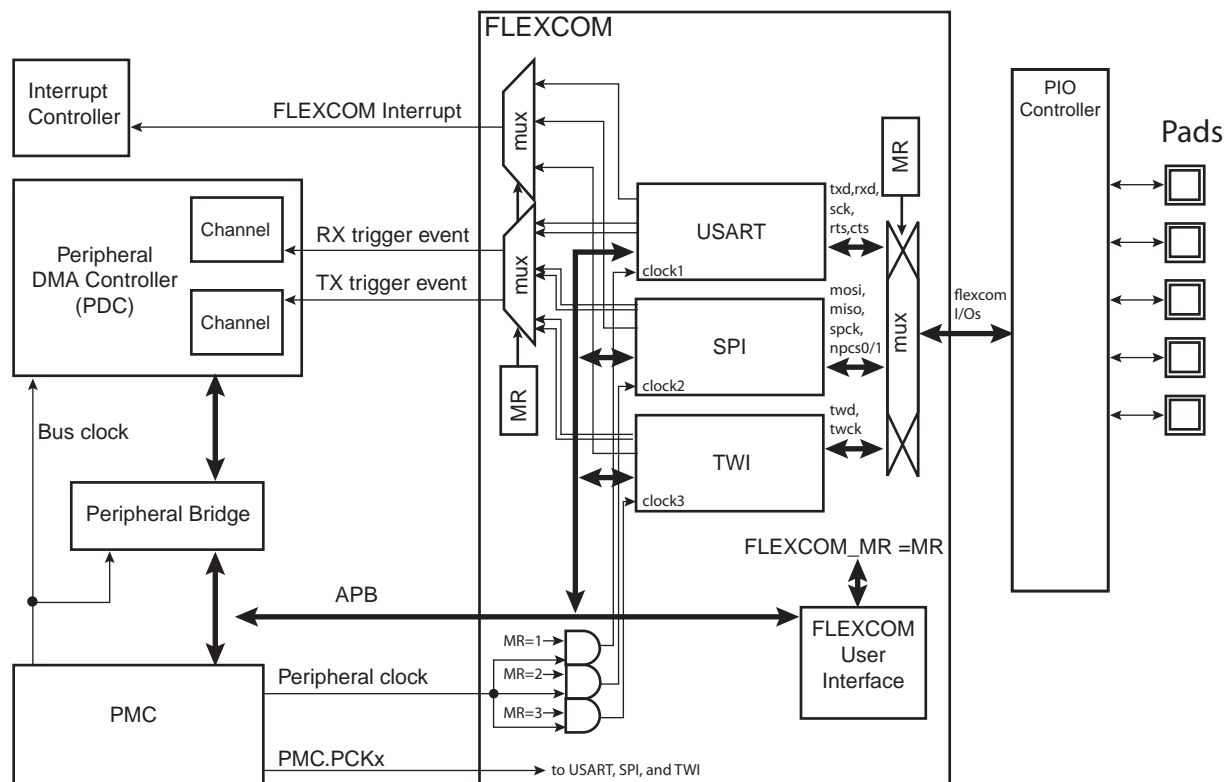 FLEXCOM
Interrupt
Controller
FLEXCOM Interrupt
mux
PIO
Controller
Pads
MR
Peripheral
DMA Controller
(PDC)
Channel
Channel
RX trigger event
TX trigger event
mux
MR
USART
clock1
txd,rxd,
sck,
rts,cts
SPI
clock2
mosi,
miso,
spck,
npcs0/1
TWI
clock3
twd,
twck
mux
flexcom
I/Os
Bus clock
Peripheral Bridge
FLEXCOM_MR =MR
APB
FLEXCOM
User
Interface
MR=1
MR=2
MR=3
Peripheral clock
PMC
PMC.PCKx
to USART, SPI, and TWI